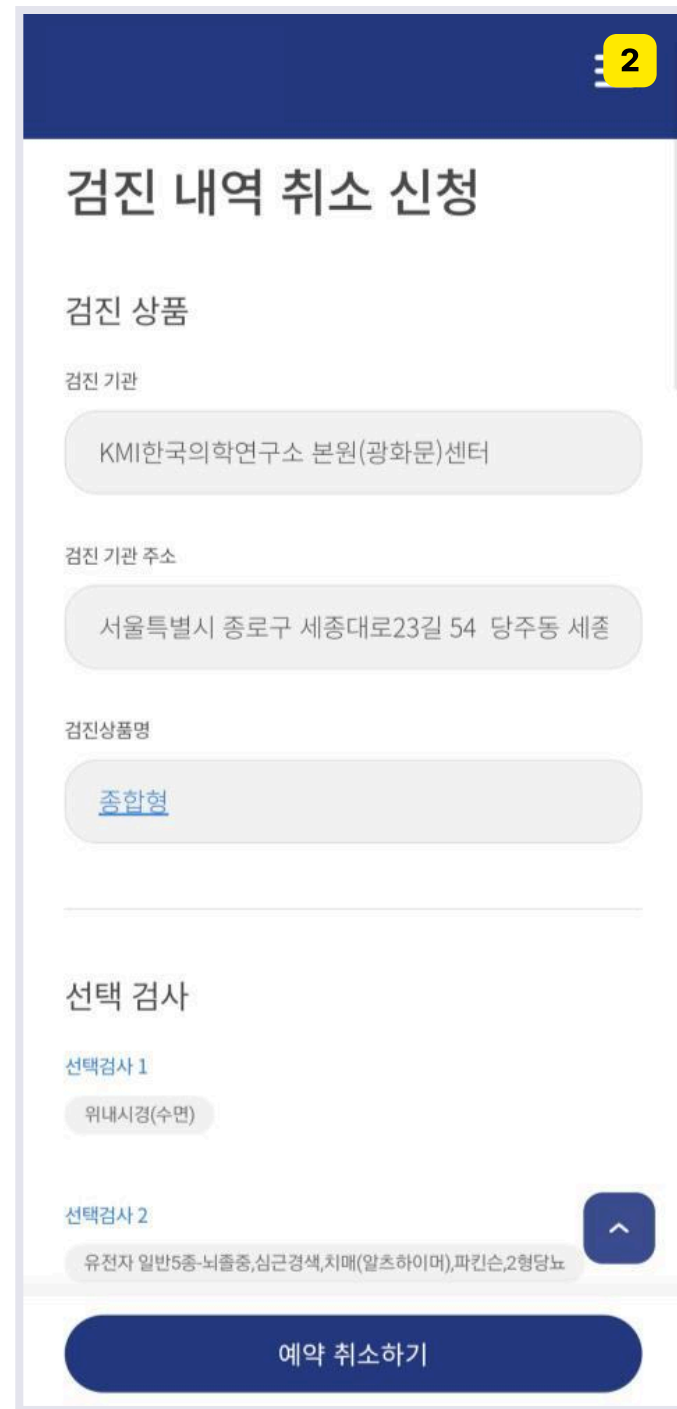 2
검진 내역 취소 신청
검진 상품
검진 기관
KMI한국의학연구소 본원(광화문)센터
검진 기관 주소
서울특별시 종로구 세종대로23길 54 당주동 세종
검진상품명
종합형
선택 검사
선택검사 1
위내시경(수면)
선택검사 2
유전자 일반5종-뇌졸중,심근경색,치매(알츠하이머),파킨슨,2형당뇨
예약 취소하기